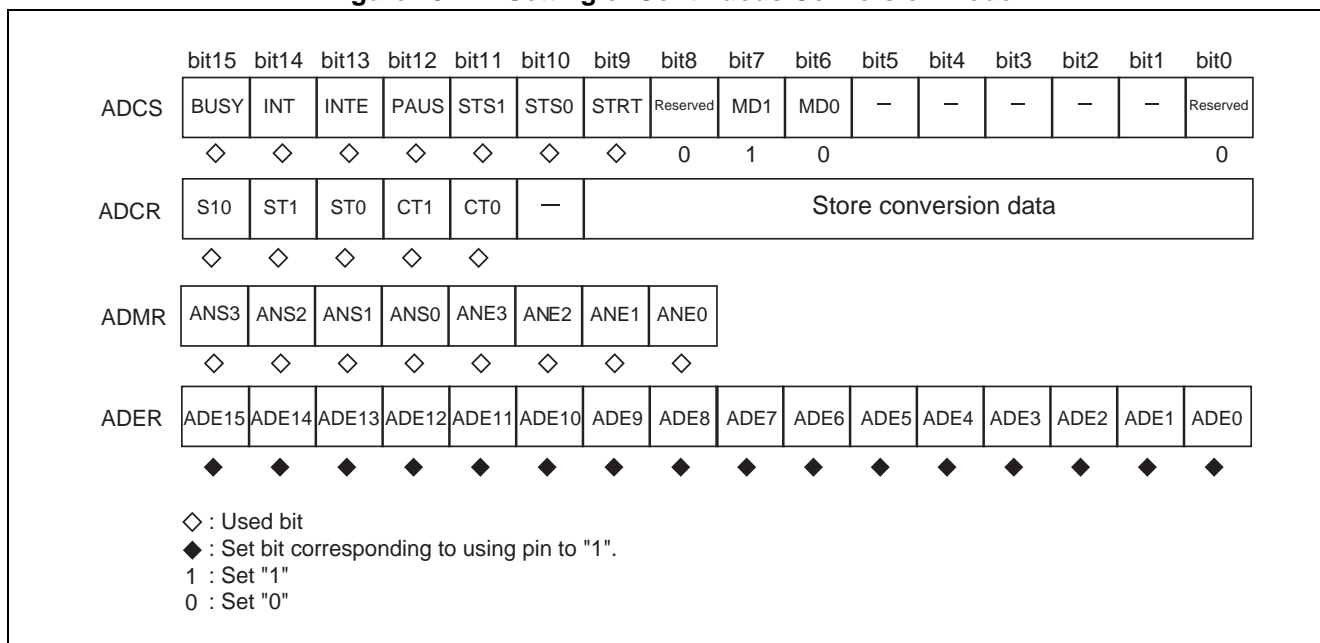 bit15 bit14 bit13 bit12 bit11 bit10 bit9 bit8 bit7 bit6 bit5 bit4 bit3 bit2 bit1 bit0
ADCS BUSY INT INTE PAUS STS1 STS0 STRT Reserved MD1 MD0 – – – – – Reserved
◇ ◇ ◇ ◇ ◇ ◇ ◇ 0 1 0 0
ADCR S10 ST1 ST0 CT1 CT0 – Store conversion data
◇ ◇ ◇ ◇ ◇
ADMR ANS3 ANS2 ANS1 ANS0 ANE3 ANE2 ANE1 ANE0
◇ ◇ ◇ ◇ ◇ ◇ ◇ ◇
ADER ADE15 ADE14 ADE13 ADE12 ADE11 ADE10 ADE9 ADE8 ADE7 ADE6 ADE5 ADE4 ADE3 ADE2 ADE1 ADE0
◆ ◆ ◆ ◆ ◆ ◆ ◆ ◆ ◆ ◆ ◆ ◆ ◆ ◆ ◆ ◆
◇ : Used bit
◆ : Set bit corresponding to using pin to "1".
1 : Set "1"
0 : Set "0"